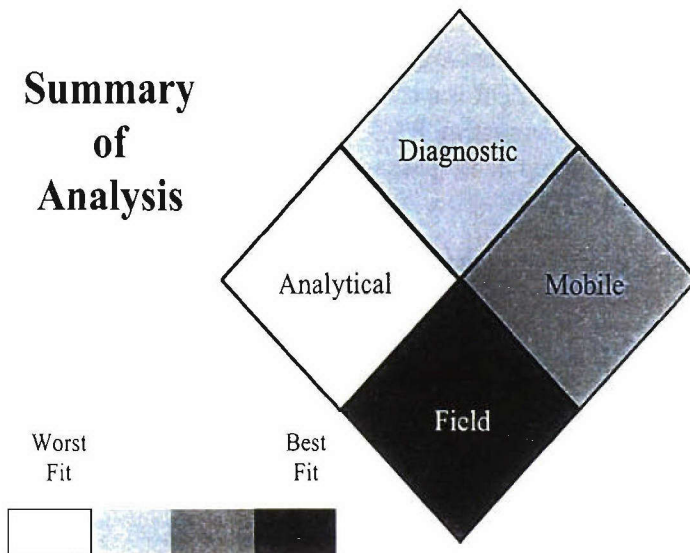 Summary
of
Analysis
Diagnostic
Analytical
Mobile
Field
Worst
Fit
Best
Fit